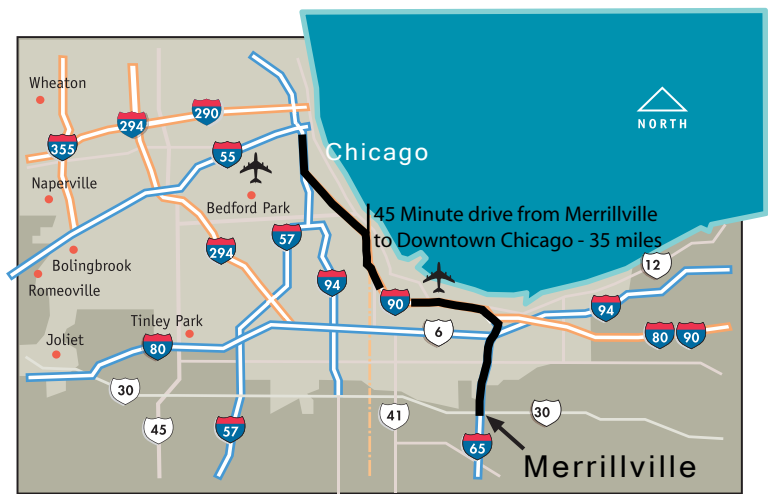 Wheaton
NORTH
294
290
355
55
Chicago
Naperville
Bedford Park
45 Minute drive from Merrillville
to Downtown Chicago - 35 miles
57
294
Bolingbrook
12
Romeoville
94
90
94
Tinley Park
6
80
90
Joliet
80
30
30
41
45
57
65
Merrillville